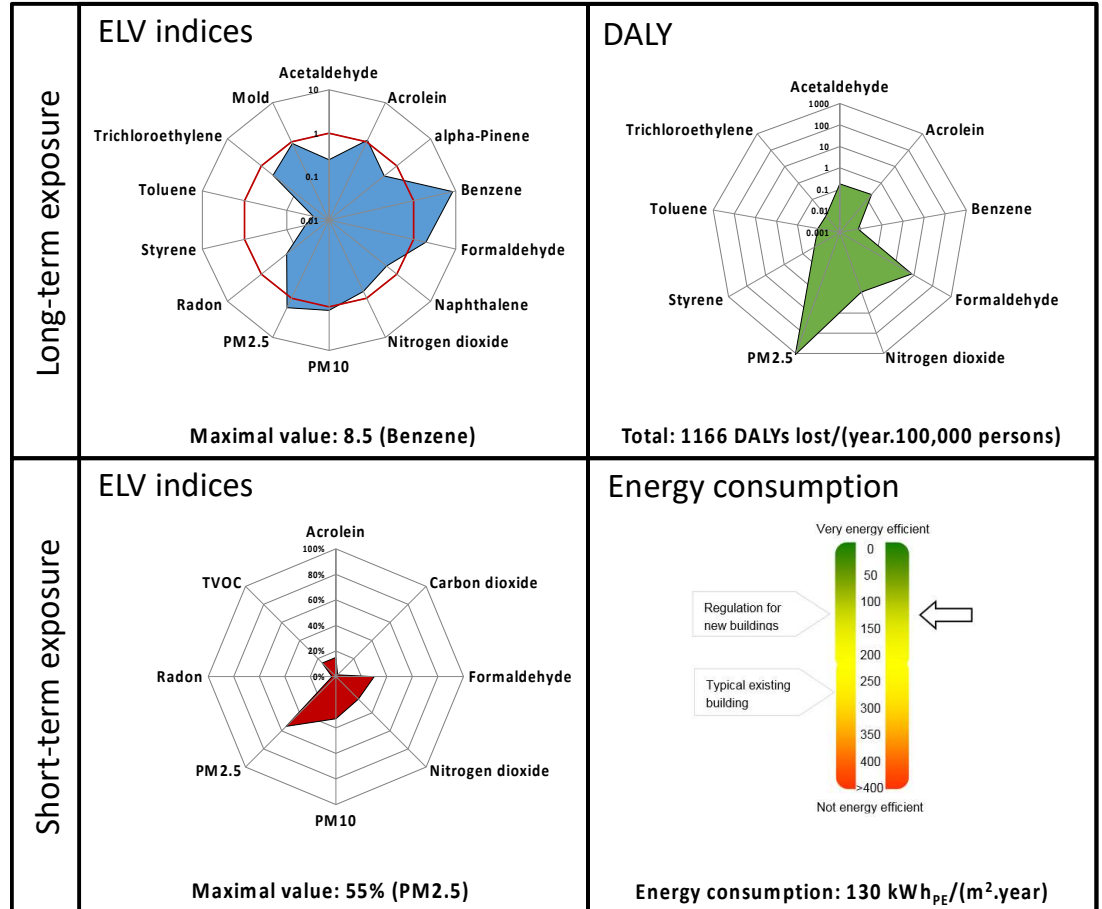 Long-term exposure
ELV indices
Acetaldehyde
Acrolein
alpha-Pinene
Benzene
Formaldehyde
Naphthalene
Nitrogen dioxide
PM10
PM2.5
Radon
Styrene
Toluene
Trichloroethylene
Mold
10
1
0.1
0.01
Maximal value: 8.5 (Benzene)
DALY
Acetaldehyde
Acrolein
Benzene
Formaldehyde
Nitrogen dioxide
PM2.5
Styrene
Toluene
Trichloroethylene
1000
100
10
1
0.1
0.01
0.001
Total: 1166 DALYs lost/(year.100,000 persons)
Short-term exposure
ELV indices
Acrolein
Carbon dioxide
Formaldehyde
Nitrogen dioxide
PM10
PM2.5
Radon
TVOC
100%
80%
60%
40%
20%
0%
Maximal value: 55% (PM2.5)
Energy consumption
Very energy efficient
0
50
100
150
200
250
300
350
400
>400
Not energy efficient
Regulation for
new buildings
Typical existing
building
Energy consumption: 130 kWhPE/(m².year)